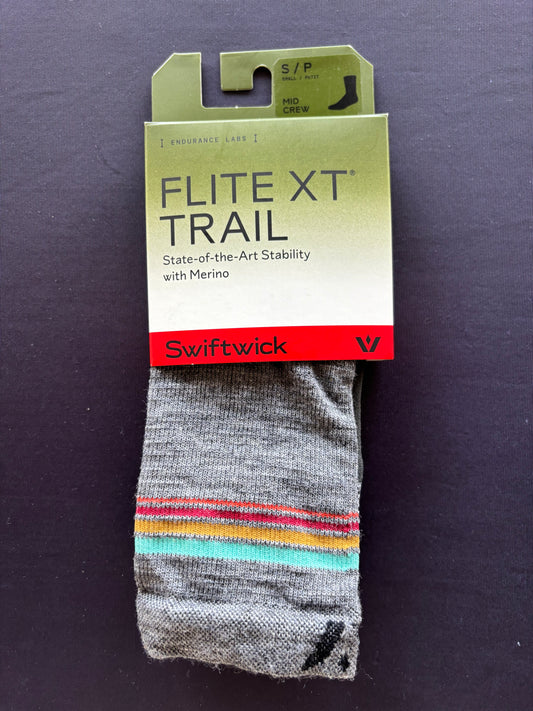 S / P
SMALL / PETIT
MID
CREW
ENDURANCE LABS
FLITE XT®
TRAIL
State-of-the-Art Stability
with Merino
Swiftwick